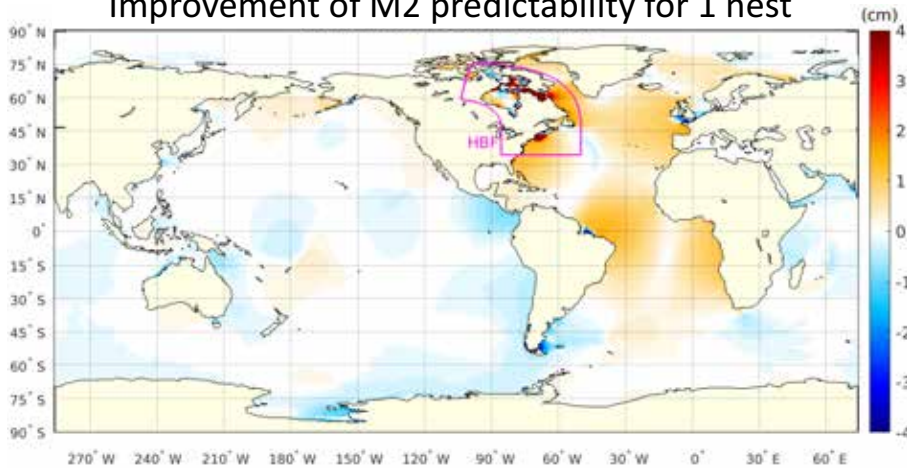 Improvement of M2 predictability for 1 nest
(cm)
90° N
75° N
60° N
45° N
30° N
15° N
0°
15° S
30° S
45° S
60° S
75° S
90° S
HBF
4
3
2
1
0
-1
-2
-3
-4
270° W 240° W 210° W 180° W 150° W 120° W 90° W 60° W 30° W 0° 30° E 60° E